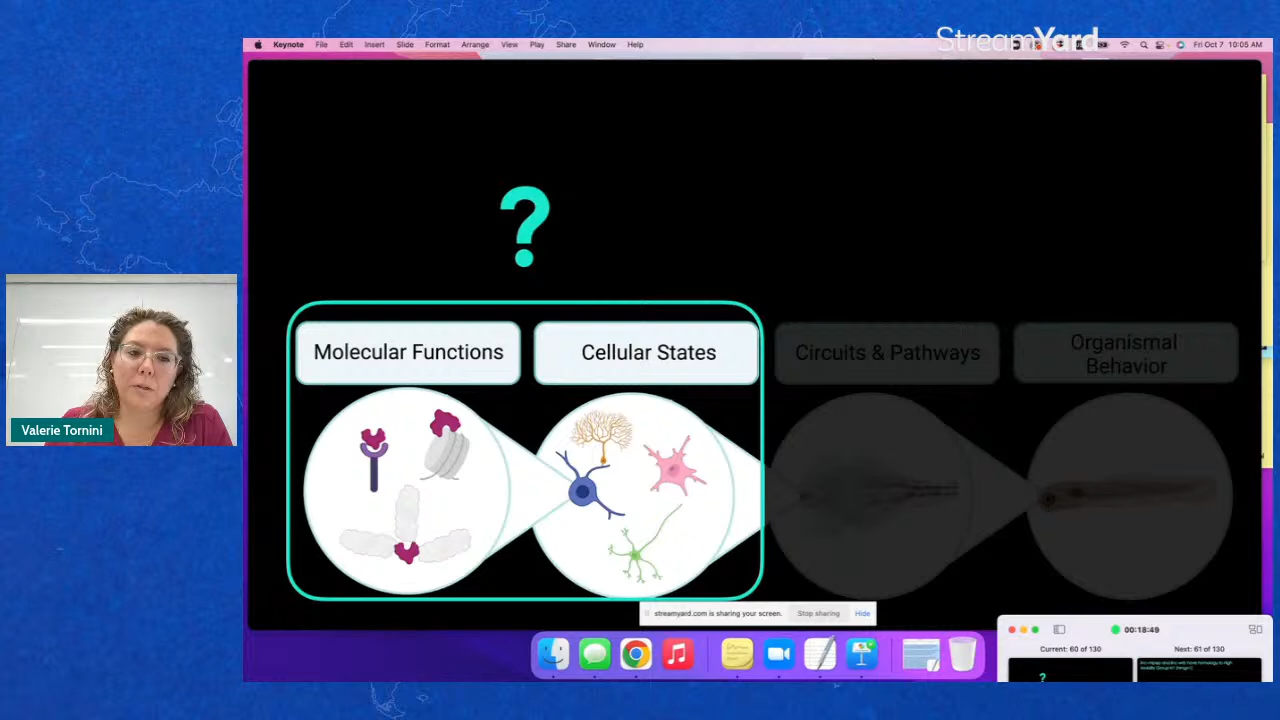 StreamYard
Keynote File Edit Insert Slide Format Arrange View Play Share Window Help
Fri Oct 7 10:05 AM
?
Molecular Functions
Cellular States
Circuits & Pathways
Organismal
Behavior
Valerie Tornini
streamyard.com is sharing your screen. Stop sharing Hide
00:18:49
Current: 60 of 130
Next: 61 of 130
?